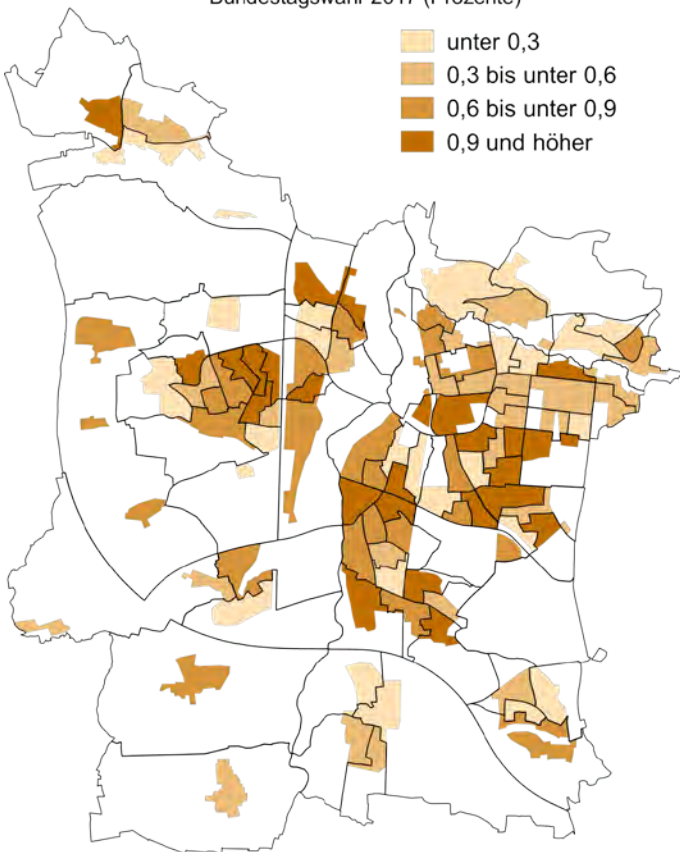 Bundestagswahl 2017 (Prozente)
unter 0,3
0,3 bis unter 0,6
0,6 bis unter 0,9
0,9 und höher